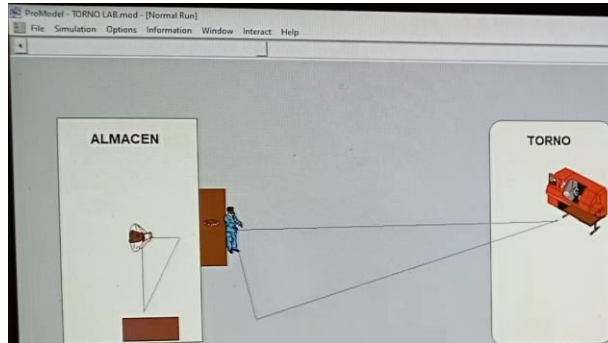 ProModel - TORNO LAB.mod - [Normal Run]
File Simulation Options Information Window Interact Help
ALMACEN
TORNO